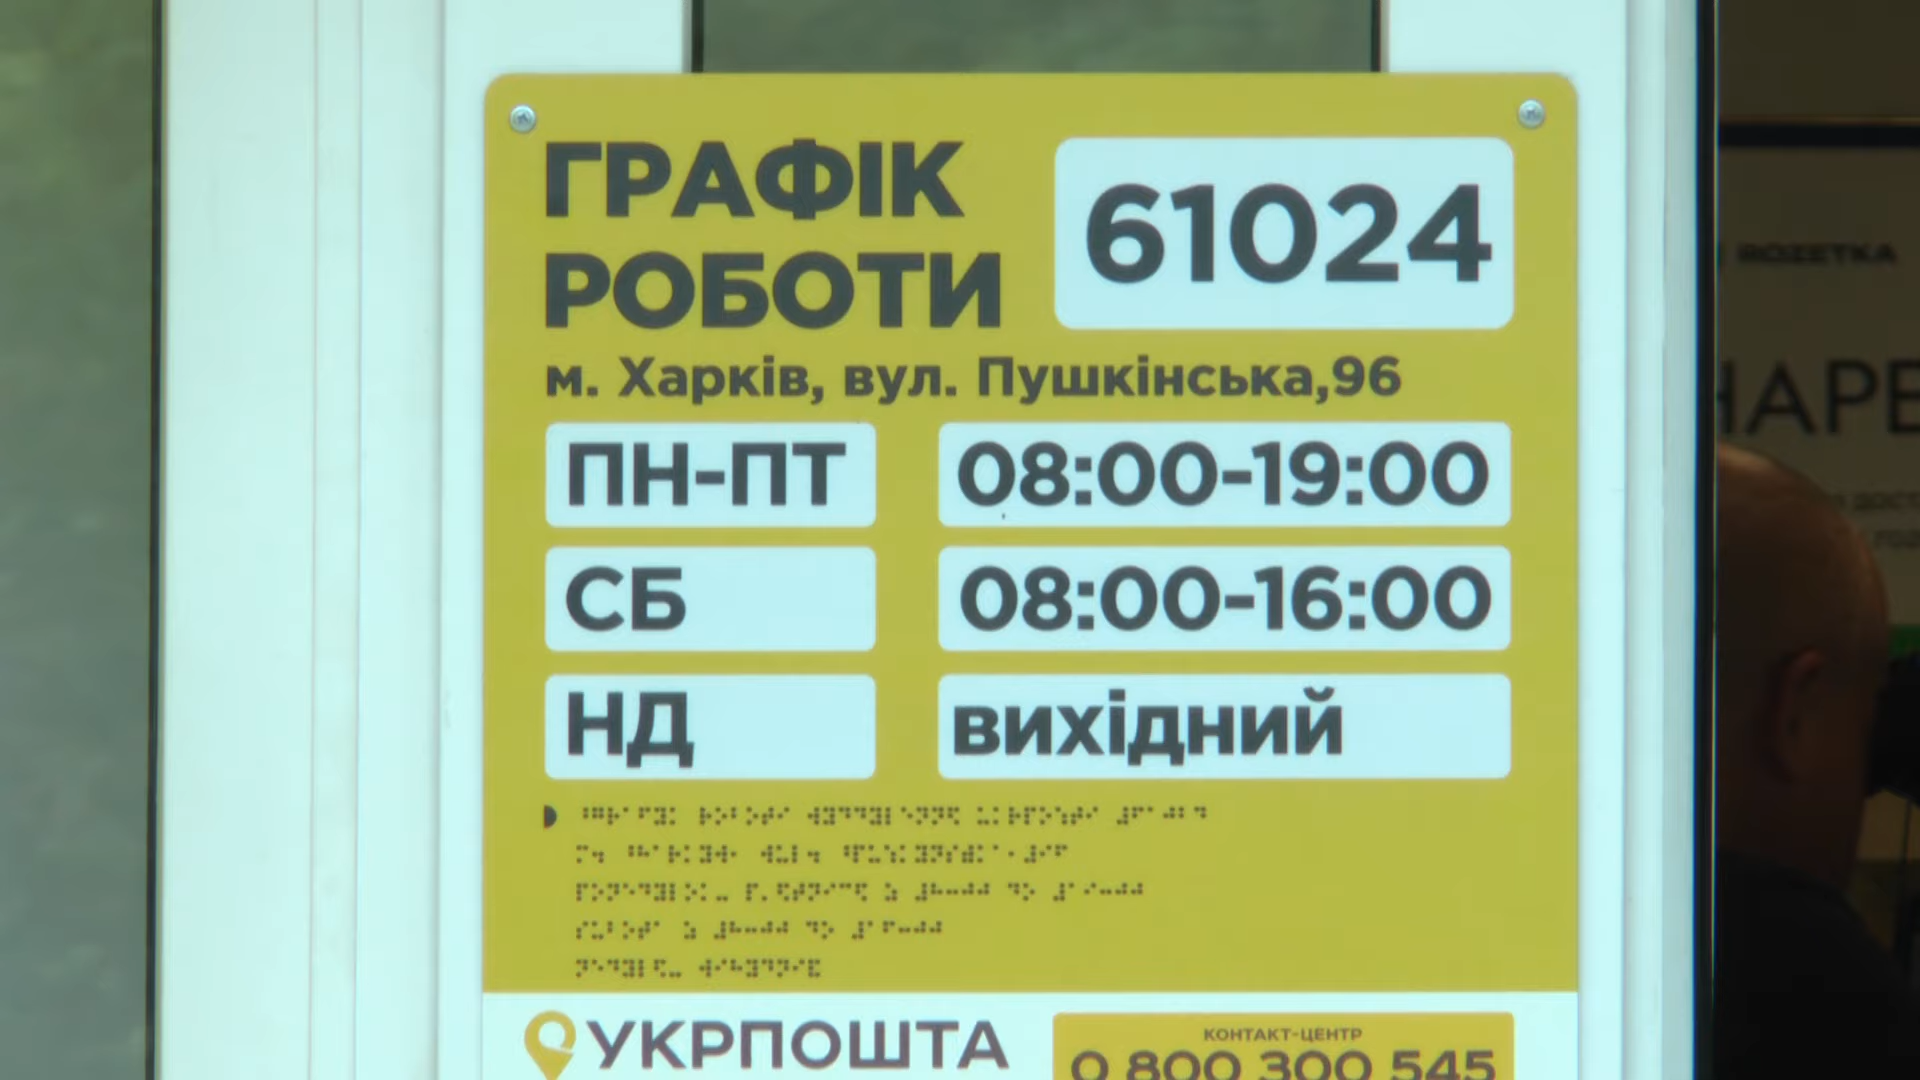 ГРАФІК
РОБОТИ
61024
м. Харків, вул. Пушкінська,96
ПН-ПТ 08:00-19:00
СБ 08:00-16:00
НД вихідний
УКРПОШТА
КОНТАКТ-ЦЕНТР
0 800 300 545
ROZETKA